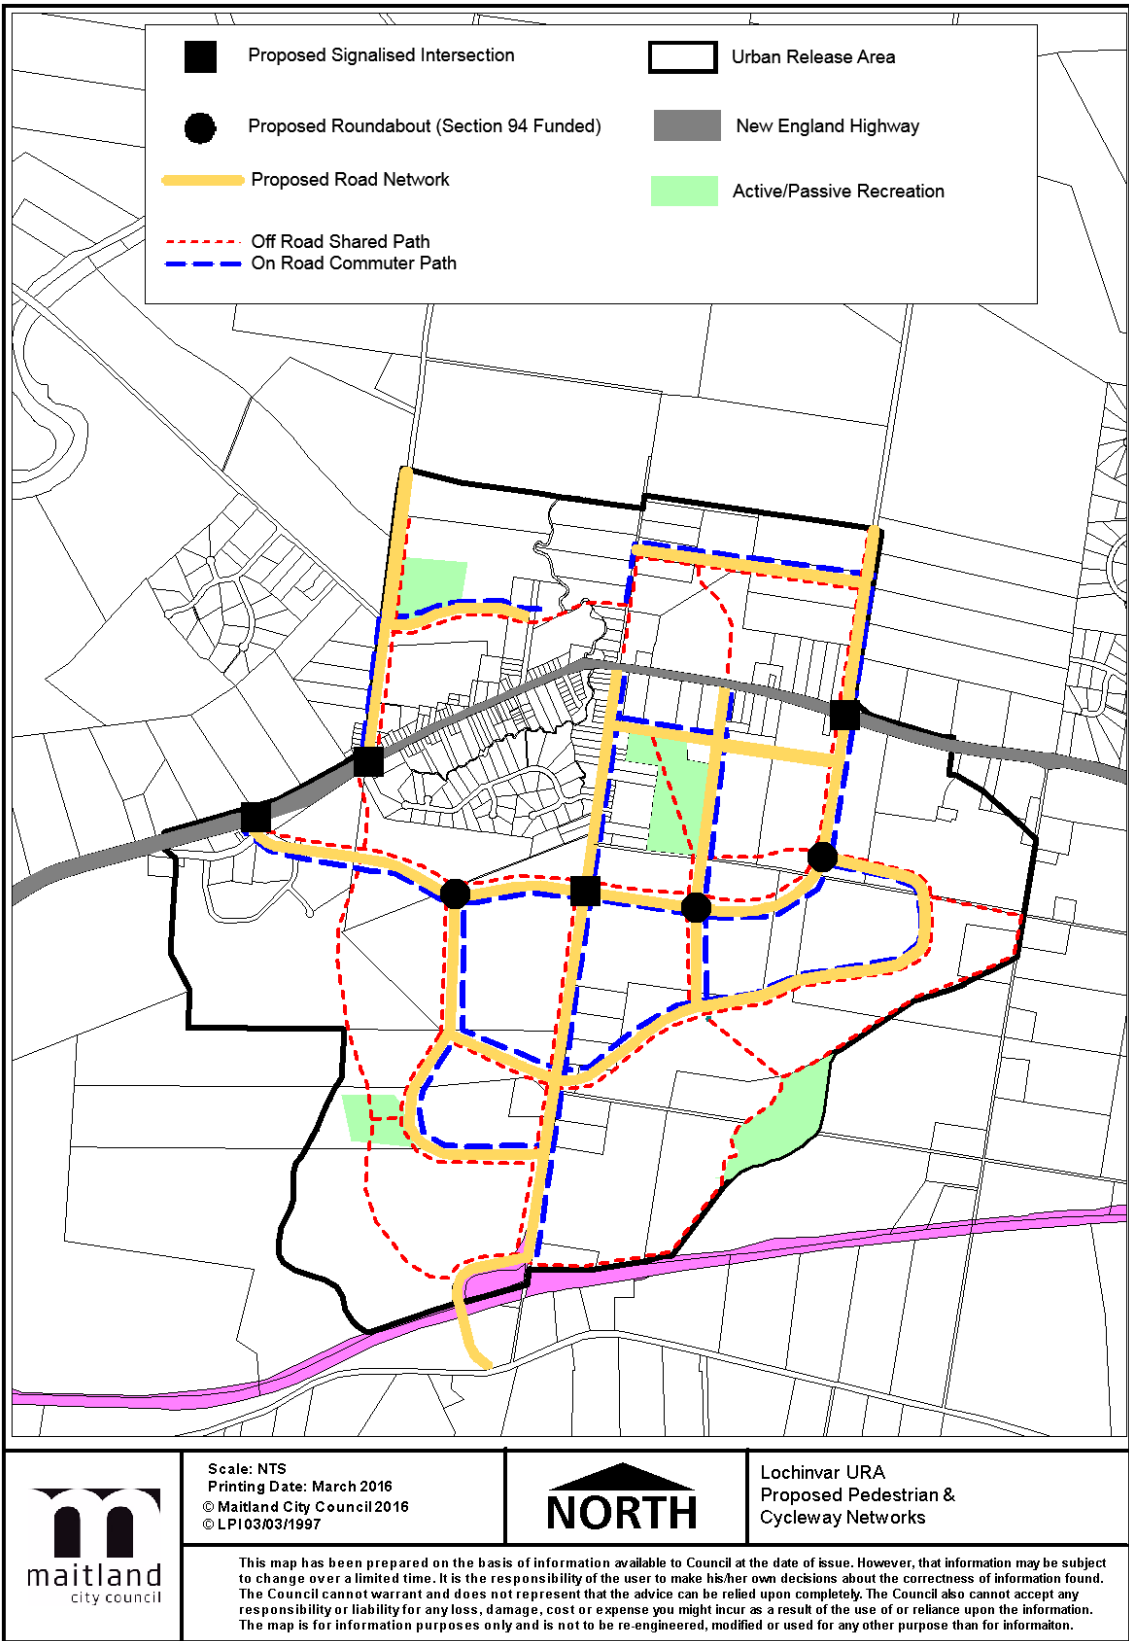 Proposed Signalised Intersection
Urban Release Area
Proposed Roundabout (Section 94 Funded)
New England Highway
Proposed Road Network
Active/Passive Recreation
Off Road Shared Path
On Road Commuter Path
maitland
city council
Scale: NTS
Printing Date: March 2016
© Maitland City Council 2016
© LPI 03/03/1997
NORTH
Lochinvar URA
Proposed Pedestrian &
Cycleway Networks
This map has been prepared on the basis of information available to Council at the date of issue. However, that information may be subject
to change over a limited time. It is the responsibility of the user to make his/her own decisions about the correctness of information found.
The Council cannot warrant and does not represent that the advice can be relied upon completely. The Council also cannot accept any
responsibility or liability for any loss, damage, cost or expense you might incur as a result of the use of or reliance upon the information.
The map is for information purposes only and is not to be re-engineered, modified or used for any other purpose than for informaiton.